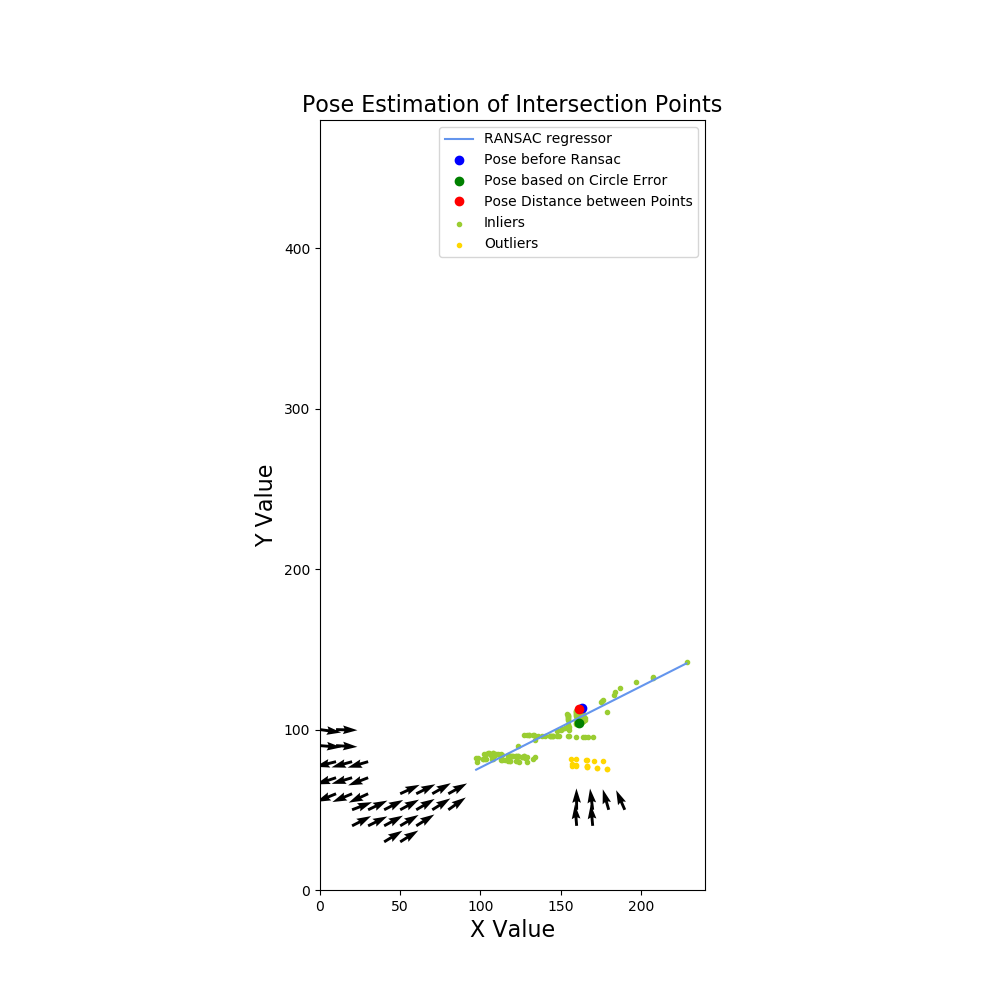 Pose Estimation of Intersection Points
RANSAC regressor
Pose before Ransac
Pose based on Circle Error
Pose Distance between Points
Inliers
Outliers
400
300
200
100
0
Y Value
0 50 100 150 200
X Value